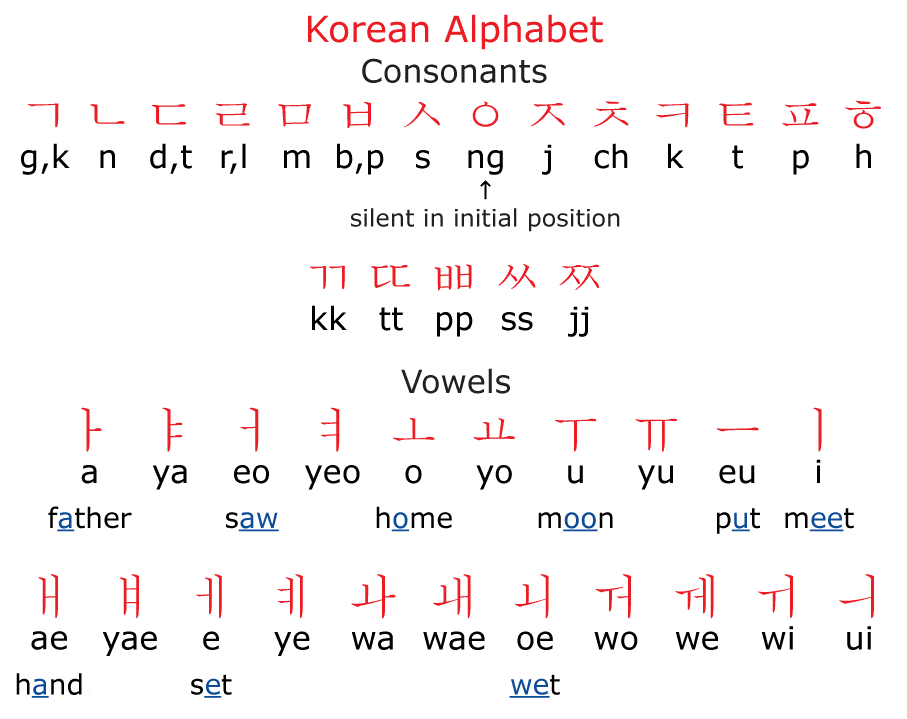 Korean Alphabet
Consonants
ㄱ ㄴ ㄷ ㄹ ㅁ ㅂ ㅅ ㅇ ㅈ ㅊ ㅋ ㅌ ㅍ ㅎ
g,k n d,t r,l m b,p s ng j ch k t p h
↑
silent in initial position
ㄲ ㄸ ㅃ ㅆ ㅉ
kk tt pp ss jj
Vowels
ㅏ ㅑ ㅓ ㅕ ㅗ ㅛ ㅜ ㅠ ㅡ ㅣ
a ya eo yeo o yo u yu eu i
father saw home moon put meet
ㅐ ㅒ ㅔ ㅖ ㅘ ㅙ ㅚ ㅝ ㅞ ㅟ ㅢ
ae yae e ye wa wae oe wo we wi ui
hand set wet